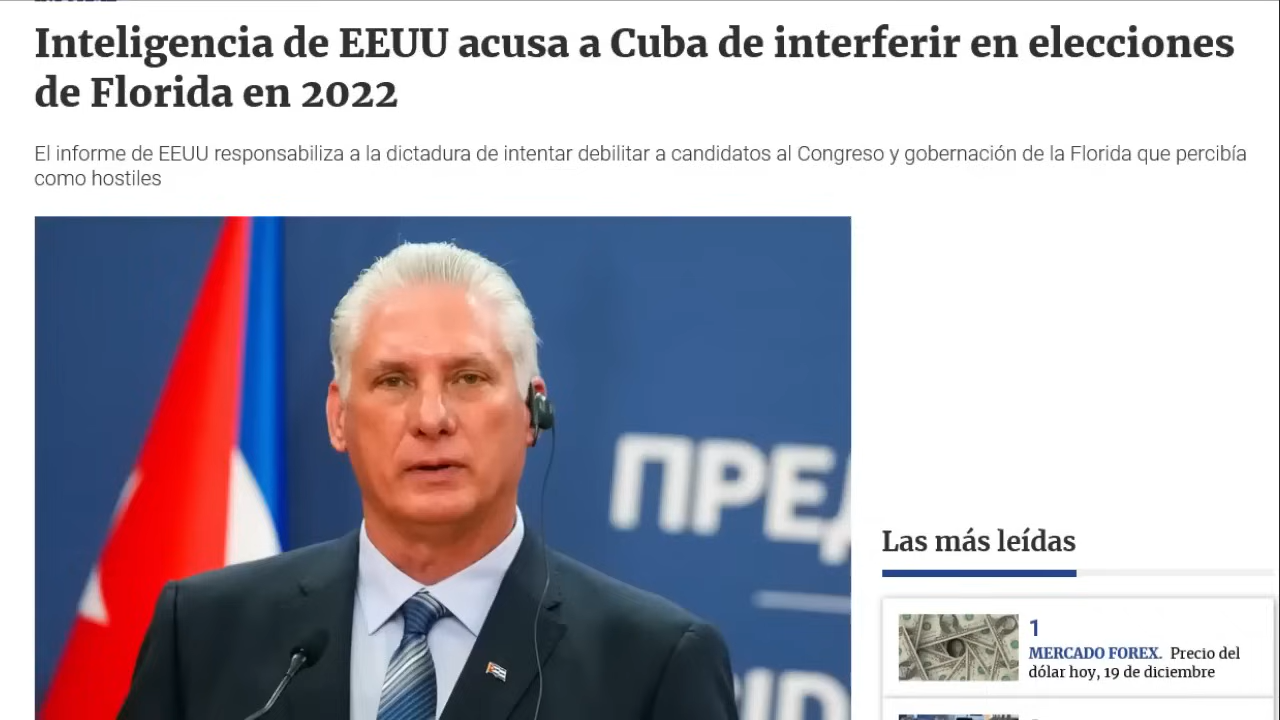 Inteligencia de EEUU acusa a Cuba de interferir en elecciones
de Florida en 2022
El informe de EEUU responsabiliza a la dictadura de intentar debilitar a candidatos al Congreso y gobernación de la Florida que percibía
como hostiles
ПРЕД
Las más leídas
1
MERCADO FOREX. Precio del
dólar hoy, 19 de diciembre